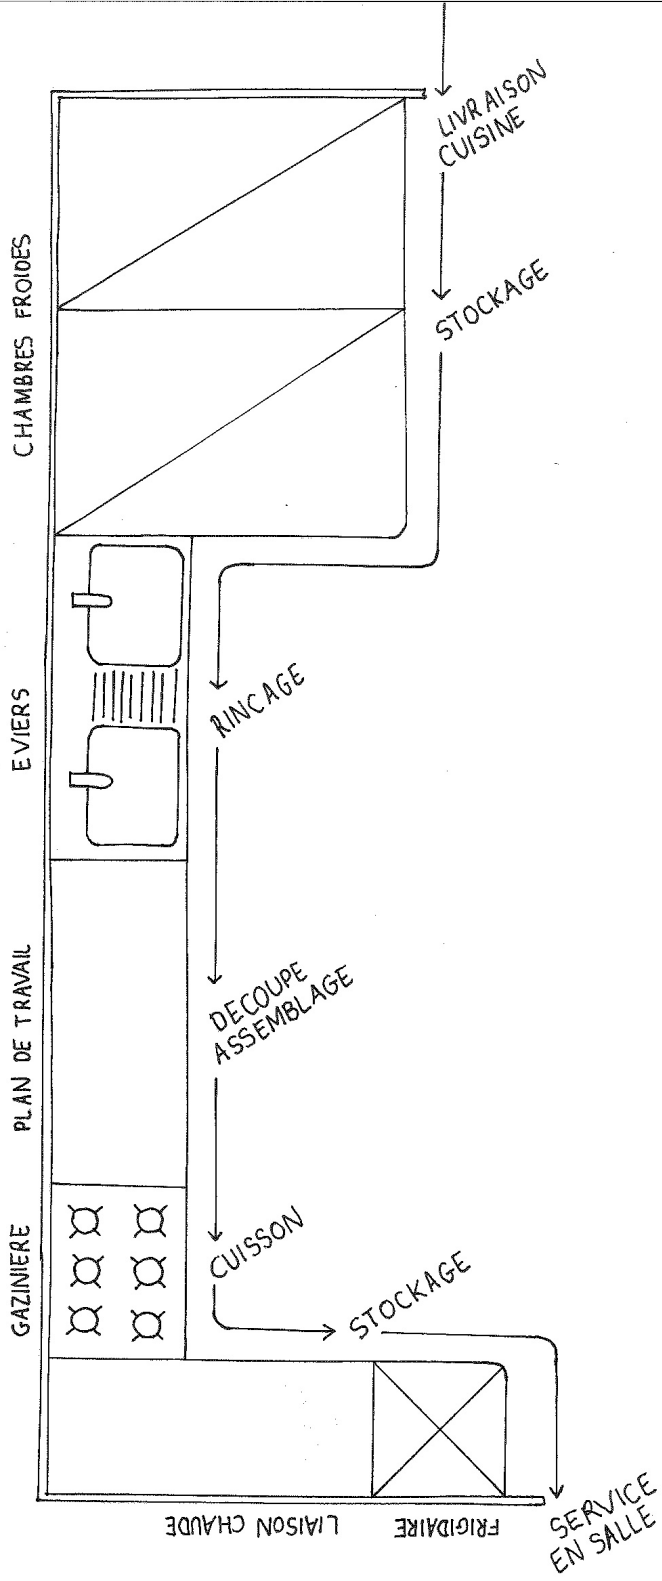 LIVRAISON
CUISINE
CHAMBRES FROIDES
STOCKAGE
EVIERS
RINCAGE
PLAN DE TRAVAIL
DECOUPE
ASSEMBLAGE
GAZINIERE
CUISSON
STOCKAGE
LIAISON CHAUDE
FRIGIDAIRE
SERVICE
EN SALLE